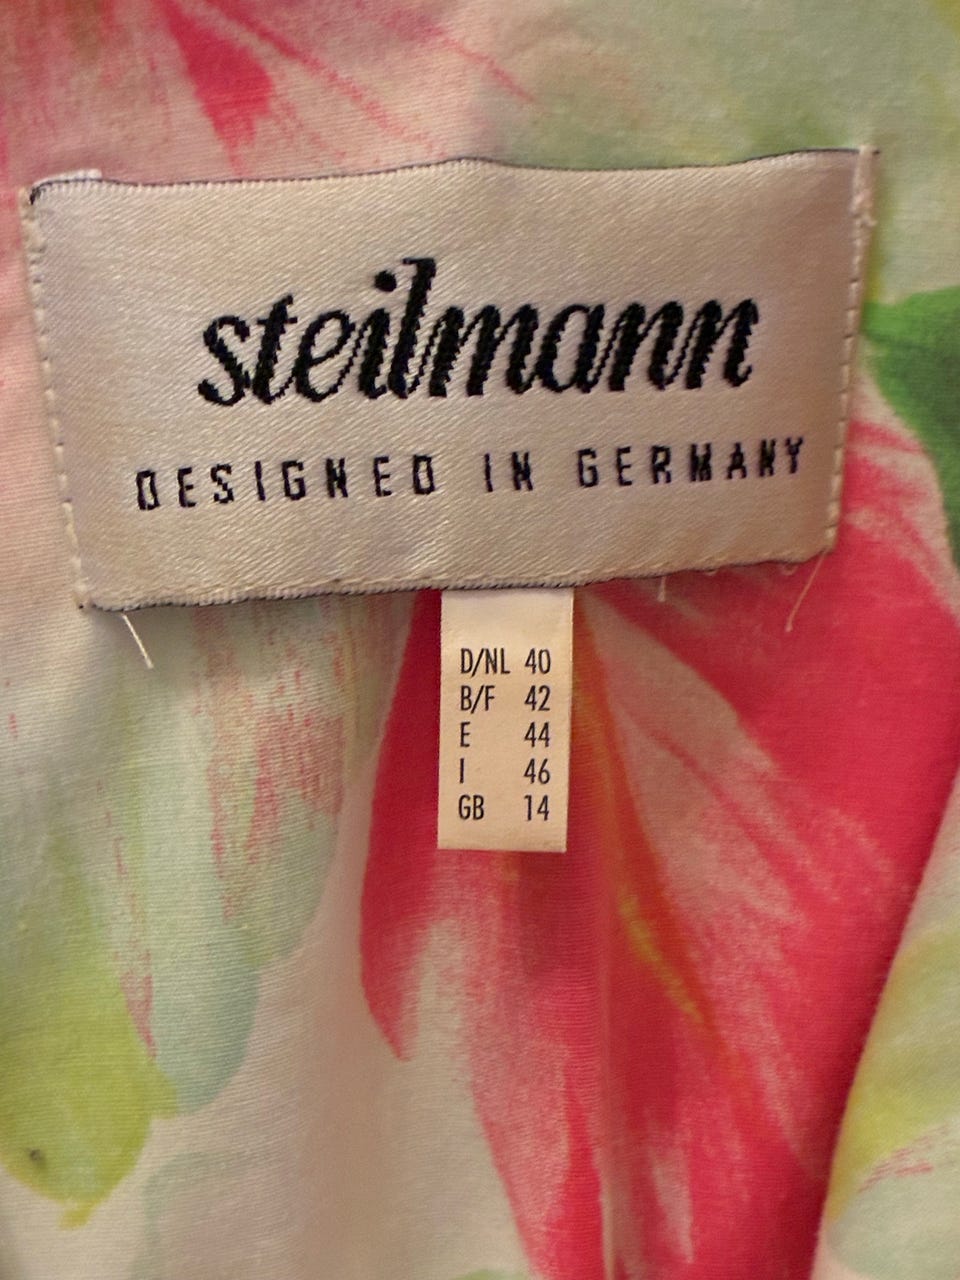 steilmann
DESIGNED IN GERMANY
D/NL 40
B/F 42
E 44
I 46
GB 14